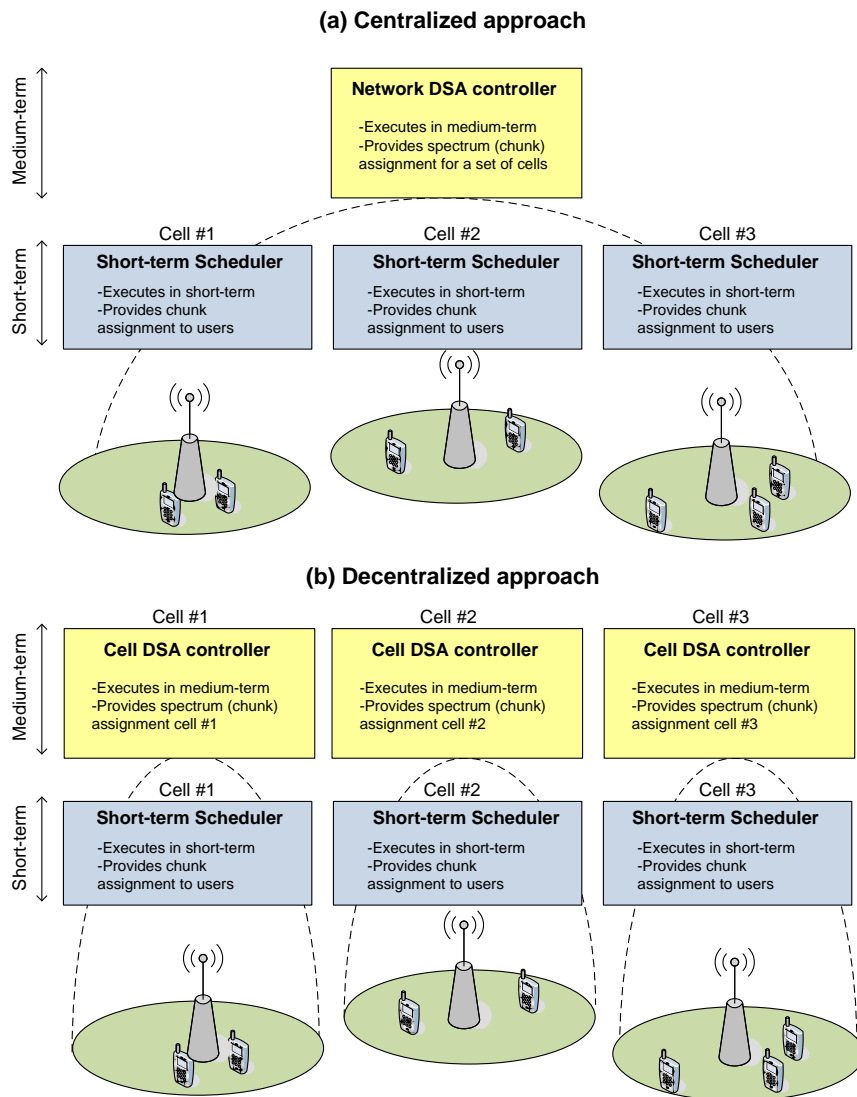 (a) Centralized approach
Medium-term
Network DSA controller
-Executes in medium-term
-Provides spectrum (chunk)
assignment for a set of cells
Short-term
Cell #1
Short-term Scheduler
-Executes in short-term
-Provides chunk
assignment to users
Cell #2
Short-term Scheduler
-Executes in short-term
-Provides chunk
assignment to users
Cell #3
Short-term Scheduler
-Executes in short-term
-Provides chunk
assignment to users
(b) Decentralized approach
Medium-term
Cell #1
Cell DSA controller
-Executes in medium-term
-Provides spectrum (chunk)
assignment cell #1
Cell #2
Cell DSA controller
-Executes in medium-term
-Provides spectrum (chunk)
assignment cell #2
Cell #3
Cell DSA controller
-Executes in medium-term
-Provides spectrum (chunk)
assignment cell #3
Short-term
Cell #1
Short-term Scheduler
-Executes in short-term
-Provides chunk
assignment to users
Cell #2
Short-term Scheduler
-Executes in short-term
-Provides chunk
assignment to users
Cell #3
Short-term Scheduler
-Executes in short-term
-Provides chunk
assignment to users